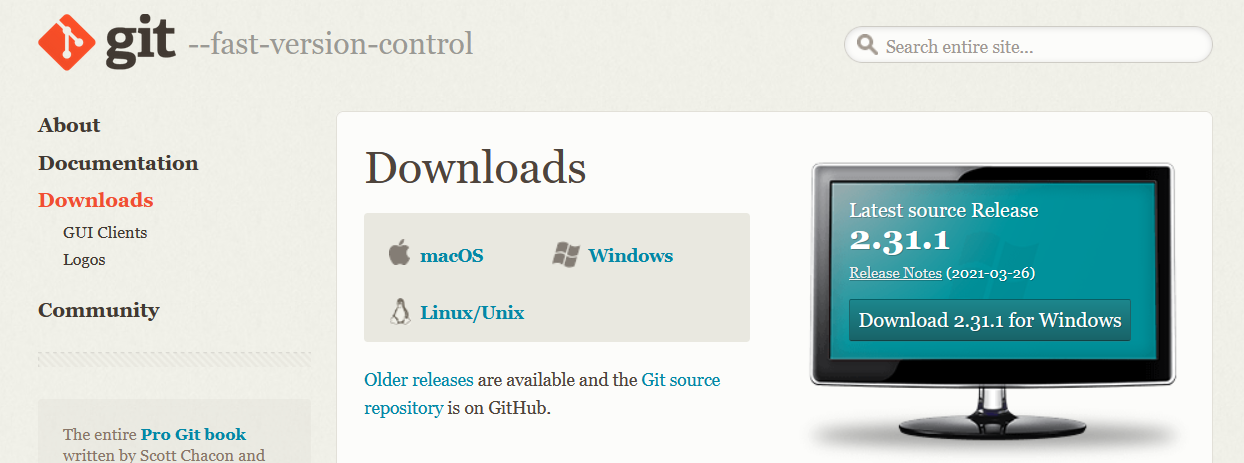 git --fast-version-control
Search entire site...
About
Documentation
Downloads
GUI Clients
Logos
Community
The entire Pro Git book
written by Scott Chacon and
Downloads
macOS
Windows
Linux/Unix
Older releases are available and the Git source
repository is on GitHub.
Latest source Release
2.31.1
Release Notes (2021-03-26)
Download 2.31.1 for Windows